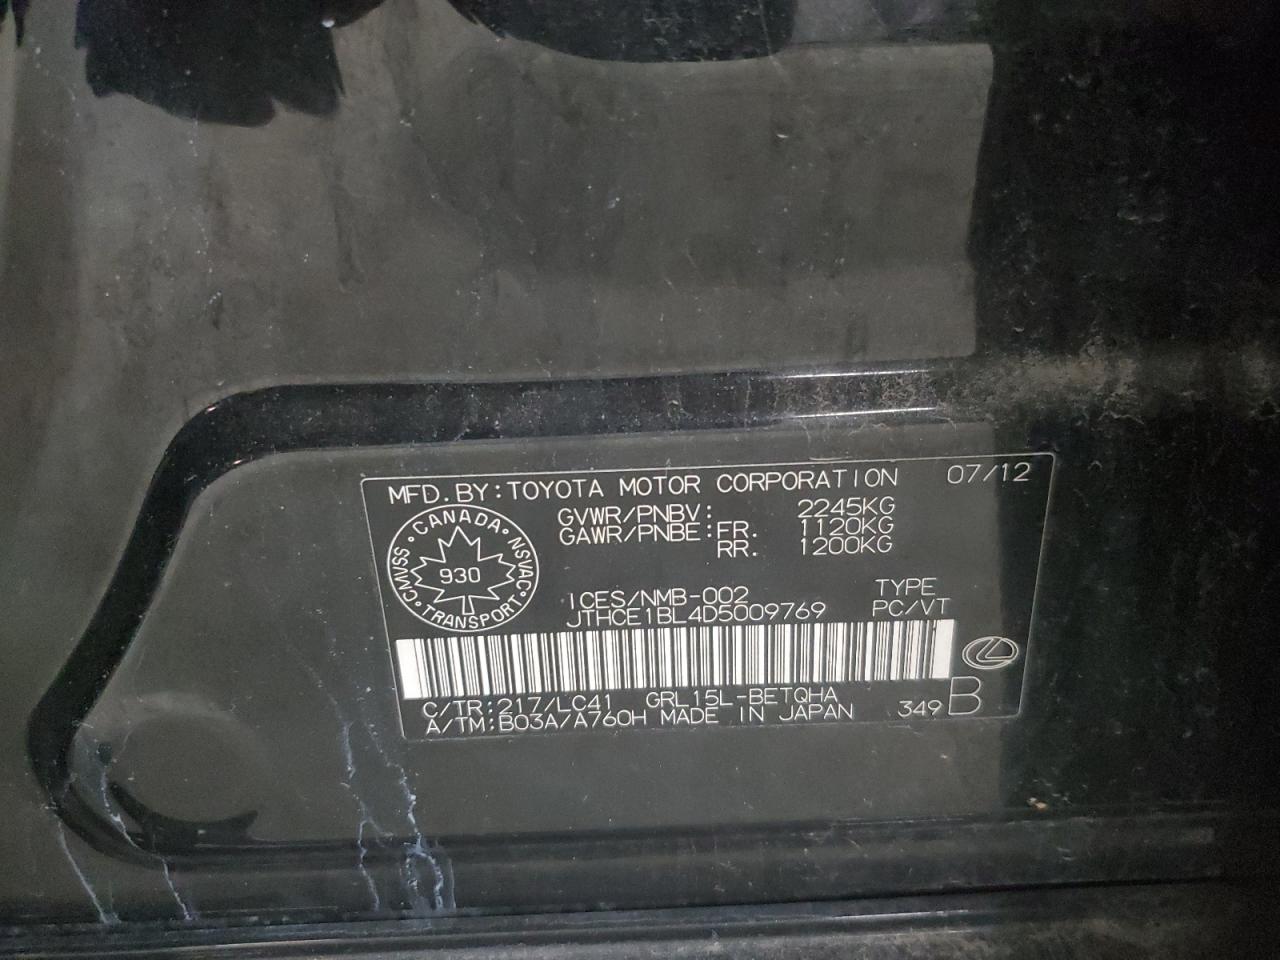 MFD.BY:TOYOTA MOTOR CORPORATION 07/12
GVWR/PNBV: 2245KG
GAWR/PNBE: FR. 1120KG
RR. 1200KG
CANADA · NSVAC · TRANSPORT · CMVSS ·
930
ICES/NMB-002 TYPE
JTHCE1BL4D5009769 PC/VT
C/TR:217/LC41 GRL15L-BETQHA
A/TM:B03A/A760H MADE IN JAPAN 349 B